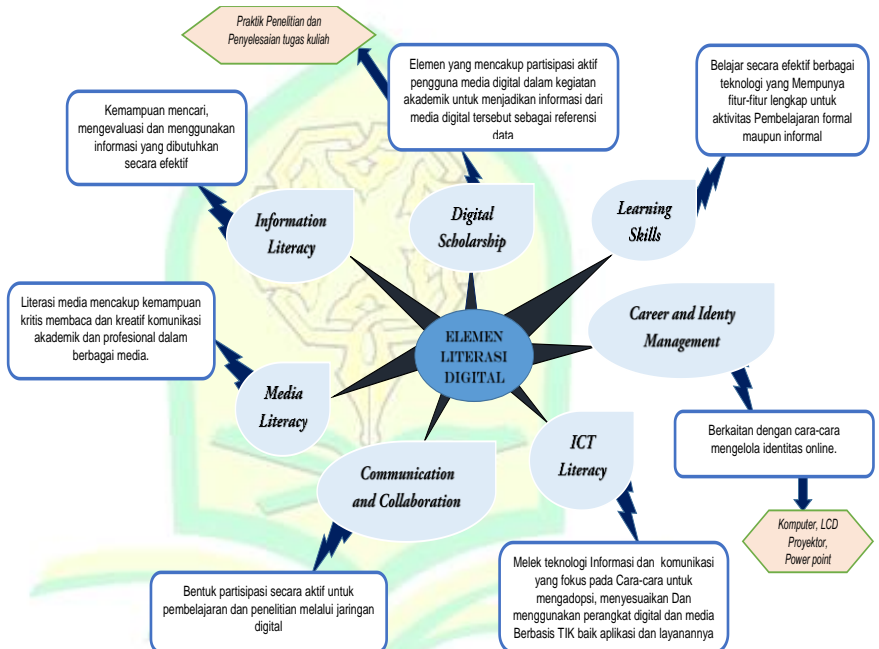 Praktik Penelitian dan
Penyelesaian tugas kuliah
Elemen yang mencakup partisipasi aktif
pengguna media digital dalam kegiatan
akademik untuk menjadikan informasi dari
media digital tersebut sebagai referensi
data
Belajar secara efektif berbagai
teknologi yang Mempunya
fitur-fitur lengkap untuk
aktivitas Pembelajaran formal
maupun informal
Kemampuan mencari,
mengevaluasi dan menggunakan
informasi yang dibutuhkan
secara efektif
Information
Literacy
Digital
Scholarship
Learning
Skills
Literasi media mencakup kemampuan
kritis membaca dan kreatif komunikasi
akademik dan profesional dalam
berbagai media.
ELEMEN
LITERASI
DIGITAL
Career and Identy
Management
Media
Literacy
Communication
and Collaboration
ICT
Literacy
Berkaitan dengan cara-cara
mengelola identitas online.
Komputer, LCD
Proyektor,
Power point
Bentuk partisipasi secara aktif untuk
pembelajaran dan penelitian melalui jaringan
digital
Melek teknologi Informasi dan komunikasi
yang fokus pada Cara-cara untuk
mengadopsi, menyesuaikan Dan
menggunakan perangkat digital dan media
Berbasis TIK baik aplikasi dan layanannya